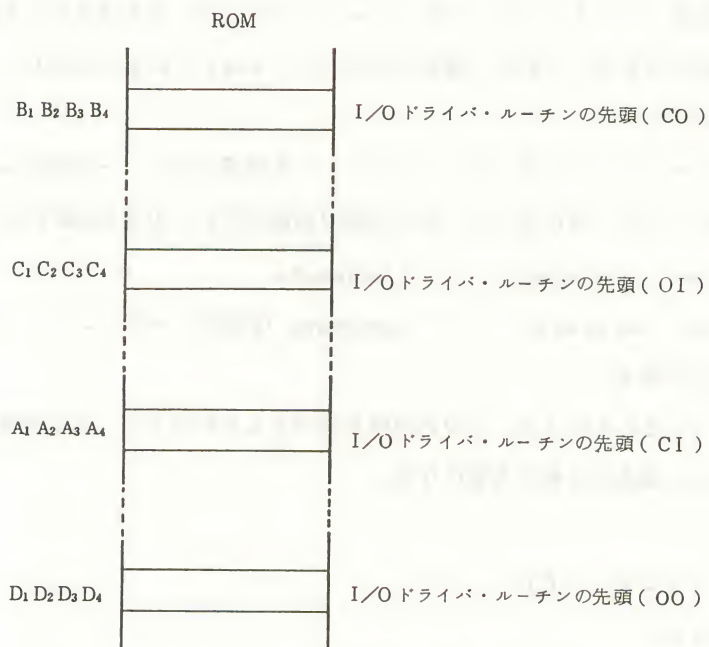 ROM
B₁ B₂ B₃ B₄ I/Oドライバ・ルーチンの先頭( CO )
C₁ C₂ C₃ C₄ I/Oドライバ・ルーチンの先頭( OI )
A₁ A₂ A₃ A₄ I/Oドライバ・ルーチンの先頭( CI )
D₁ D₂ D₃ D₄ I/Oドライバ・ルーチンの先頭( OO )